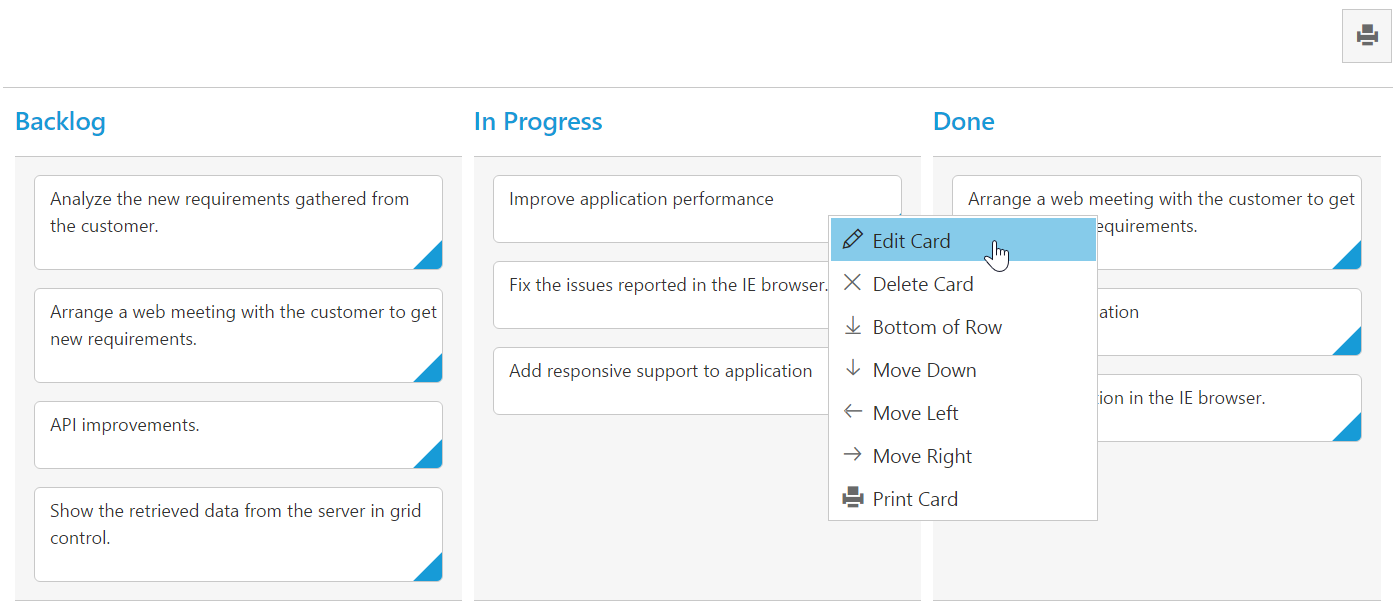 Backlog
Analyze the new requirements gathered from
the customer.
Arrange a web meeting with the customer to get
new requirements.
API improvements.
Show the retrieved data from the server in grid
control.
In Progress
Improve application performance
Fix the issues reported in the IE browser.
Add responsive support to application
Edit Card
Delete Card
Bottom of Row
Move Down
Move Left
Move Right
Print Card
Done
Arrange a web meeting with the customer to get
equirements.
ation
tion in the IE browser.